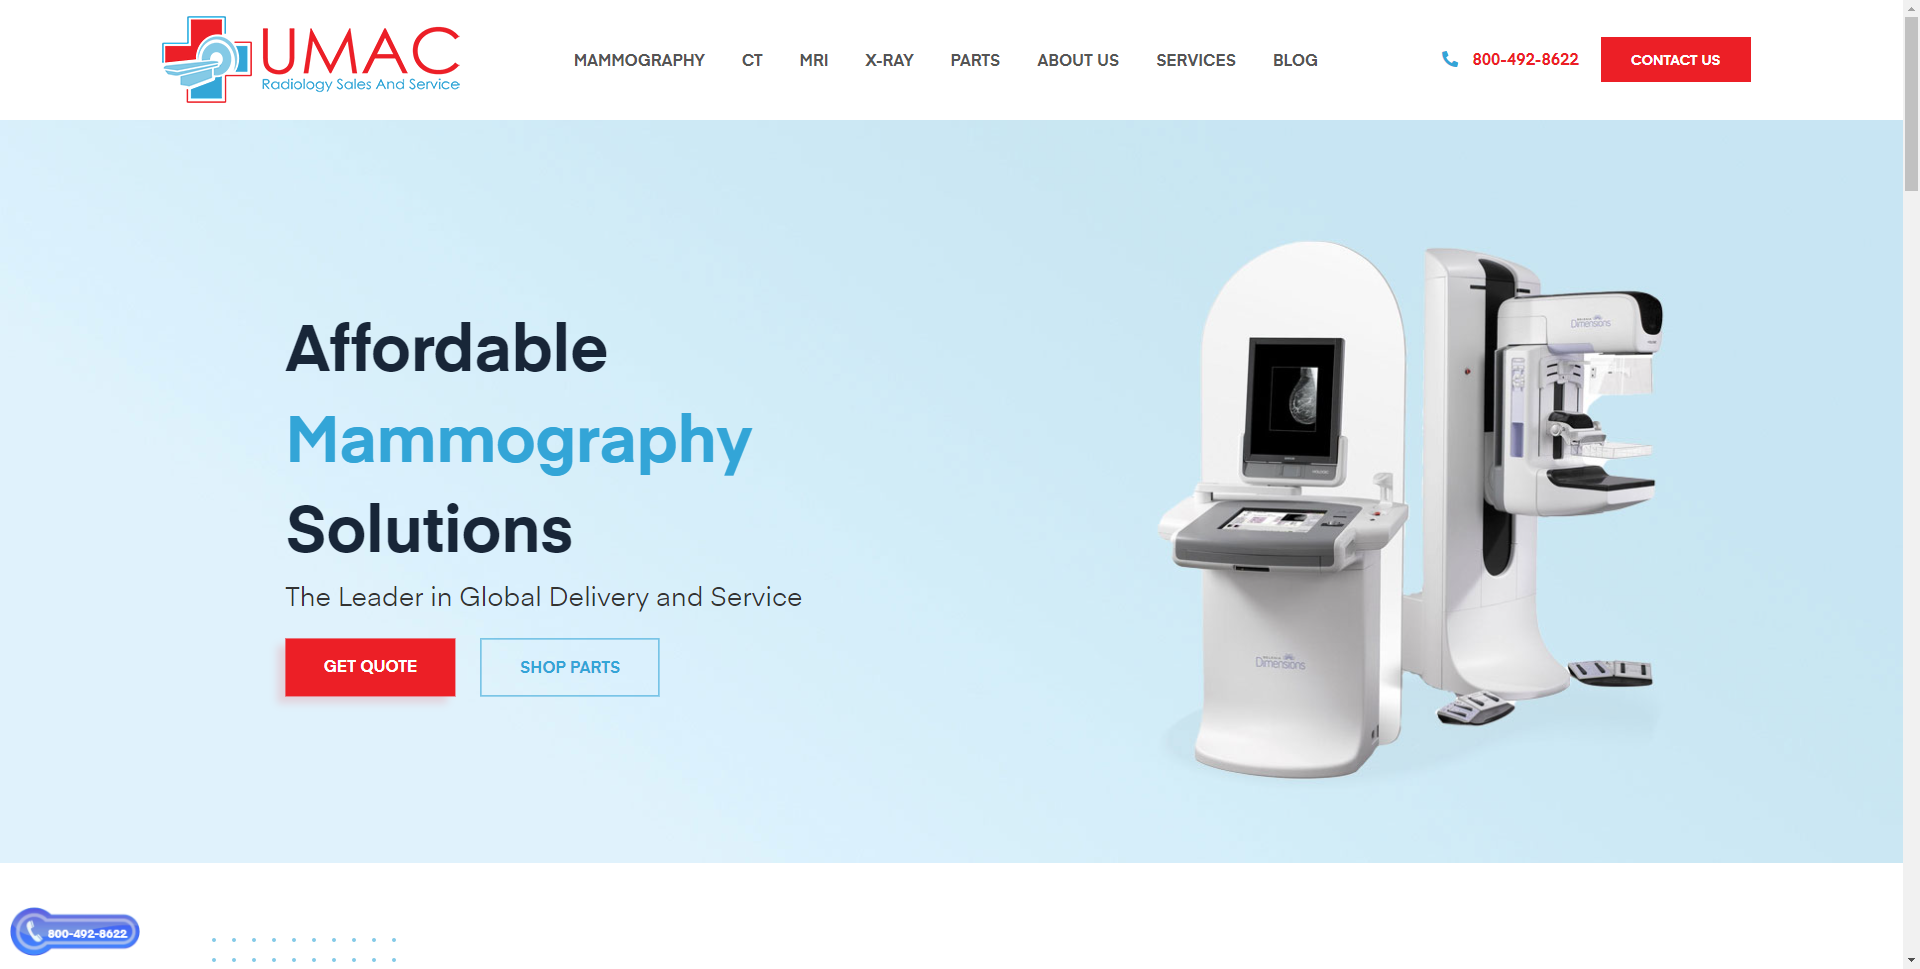 UMAC
Radiology Sales And Service
MAMMOGRAPHY CT MRI X-RAY PARTS ABOUT US SERVICES BLOG
800-492-8622
CONTACT US
Affordable
Mammography
Solutions
The Leader in Global Delivery and Service
GET QUOTE
SHOP PARTS
Dimensions
Dimensions
800-492-8622